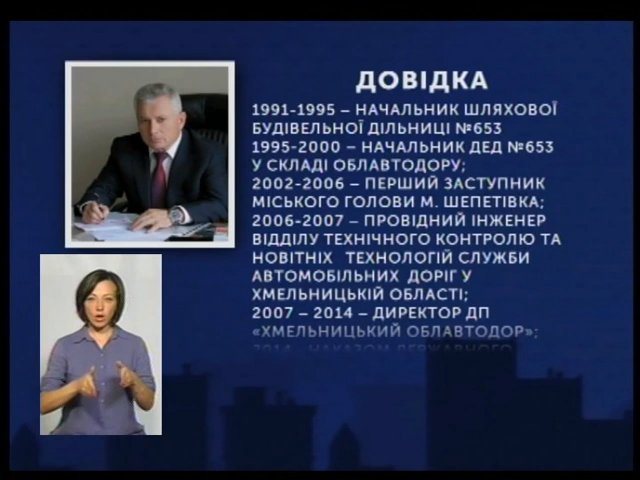 ДОВІДКА
1991-1995 – НАЧАЛЬНИК ШЛЯХОВОЇ
БУДІВЕЛЬНОЇ ДІЛЬНИЦІ №653
1995-2000 – НАЧАЛЬНИК ДЕД №653
У СКЛАДІ ОБЛАВТОДОРУ;
2002-2006 – ПЕРШИЙ ЗАСТУПНИК
МІСЬКОГО ГОЛОВИ М. ШЕПЕТІВКА;
2006-2007 – ПРОВІДНИЙ ІНЖЕНЕР
ВІДДІЛУ ТЕХНІЧНОГО КОНТРОЛЮ ТА
НОВІТНІХ ТЕХНОЛОГІЙ СЛУЖБИ
АВТОМОБІЛЬНИХ ДОРІГ У
ХМЕЛЬНИЦЬКІЙ ОБЛАСТІ;
2007 – 2014 – ДИРЕКТОР ДП
«ХМЕЛЬНИЦЬКИЙ ОБЛАВТОДОР»;